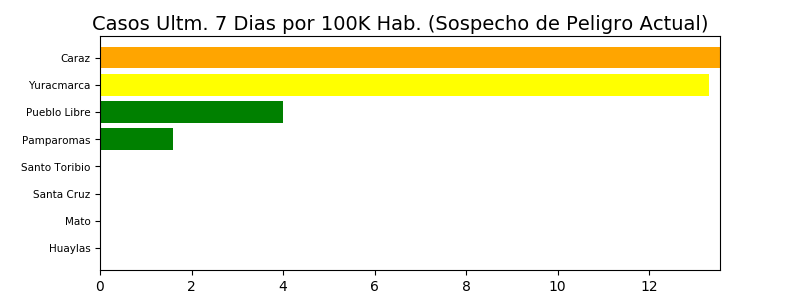 Casos Ultm. 7 Dias por 100K Hab. (Sospecho de Peligro Actual)
Caraz
Yuracmarca
Pueblo Libre
Pamparomas
Santo Toribio
Santa Cruz
Mato
Huaylas
0 2 4 6 8 10 12